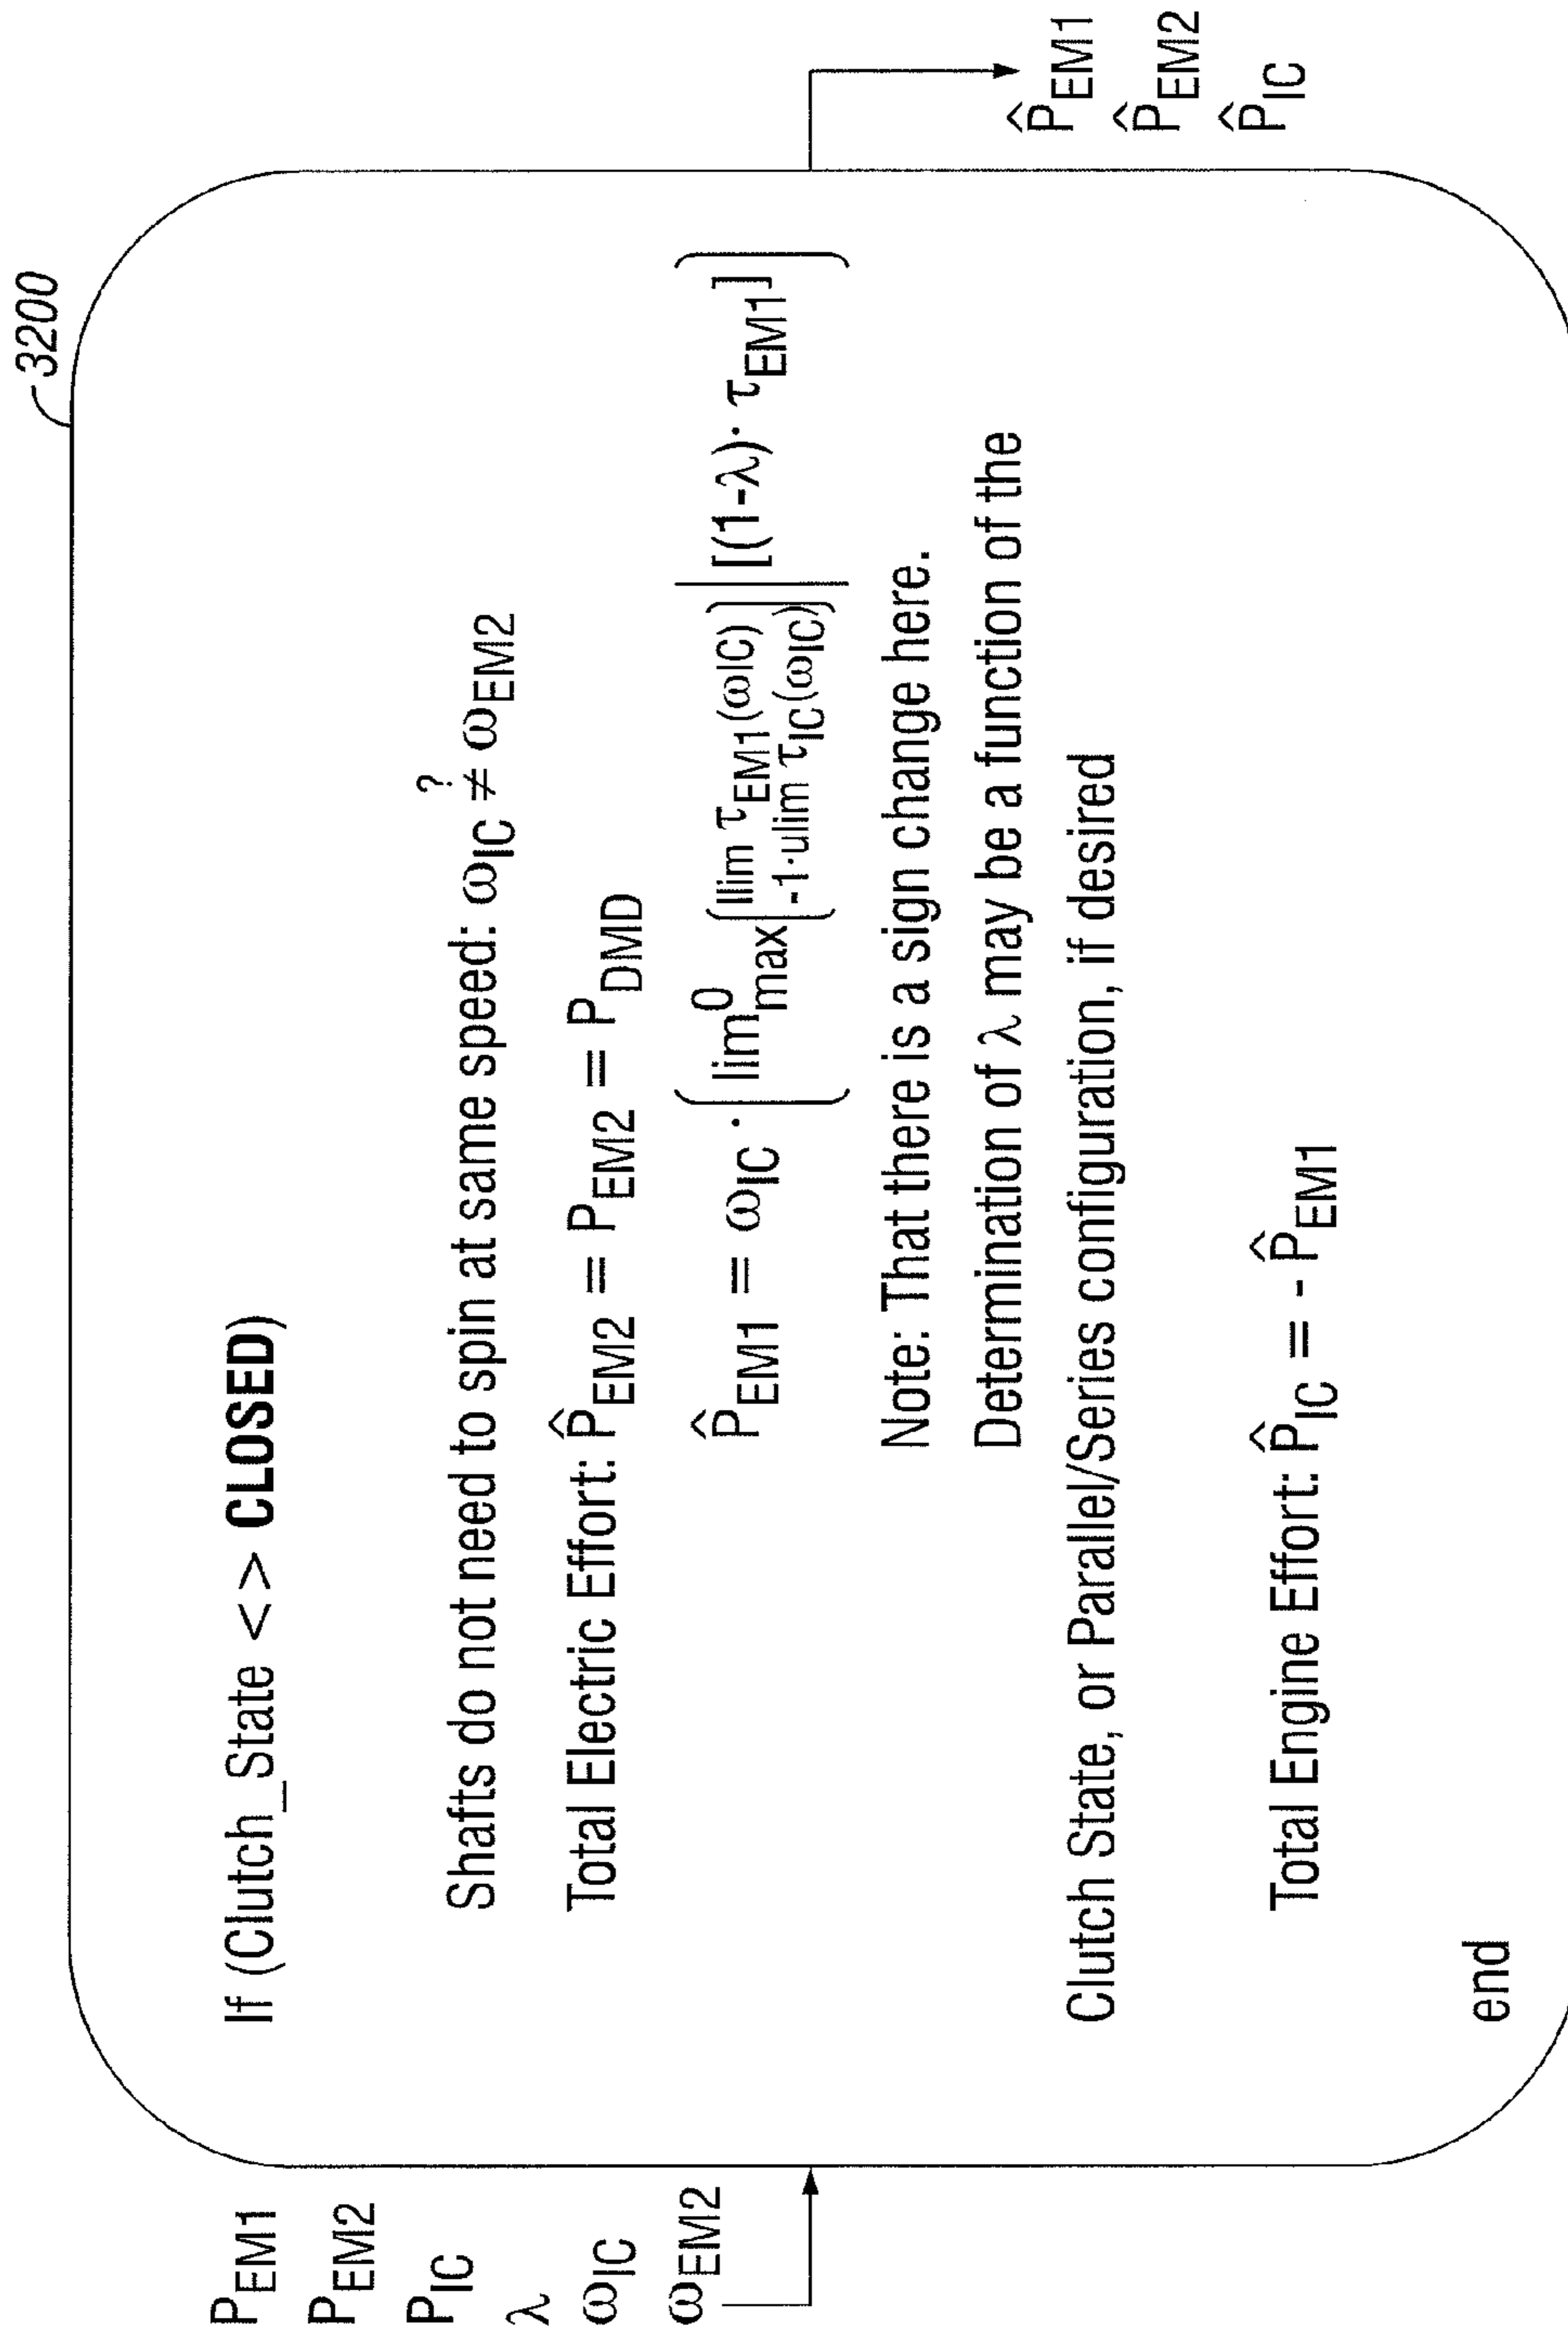 3200
P_EM1
P_EM2
P_IC
λ
ω_IC
ω_EM2
If (Clutch_State <> CLOSED)
Shafts do not need to spin at same speed: ω_IC ≠? ω_EM2
Total Electric Effort: P̂_EM2 = P_EM2 = P_DMD
P̂_EM1 = ω_IC · ( lim^0_max ( llim τ_EM1(ω_IC) / -1·ulim τ_IC(ω_IC) ) | [(1-λ)· τ_EM1] )
Note: That there is a sign change here.
Determination of λ may be a function of the
Clutch State, or Parallel/Series configuration, if desired
Total Engine Effort: P̂_IC = - P̂_EM1
end
P̂_EM1
P̂_EM2
P̂_IC